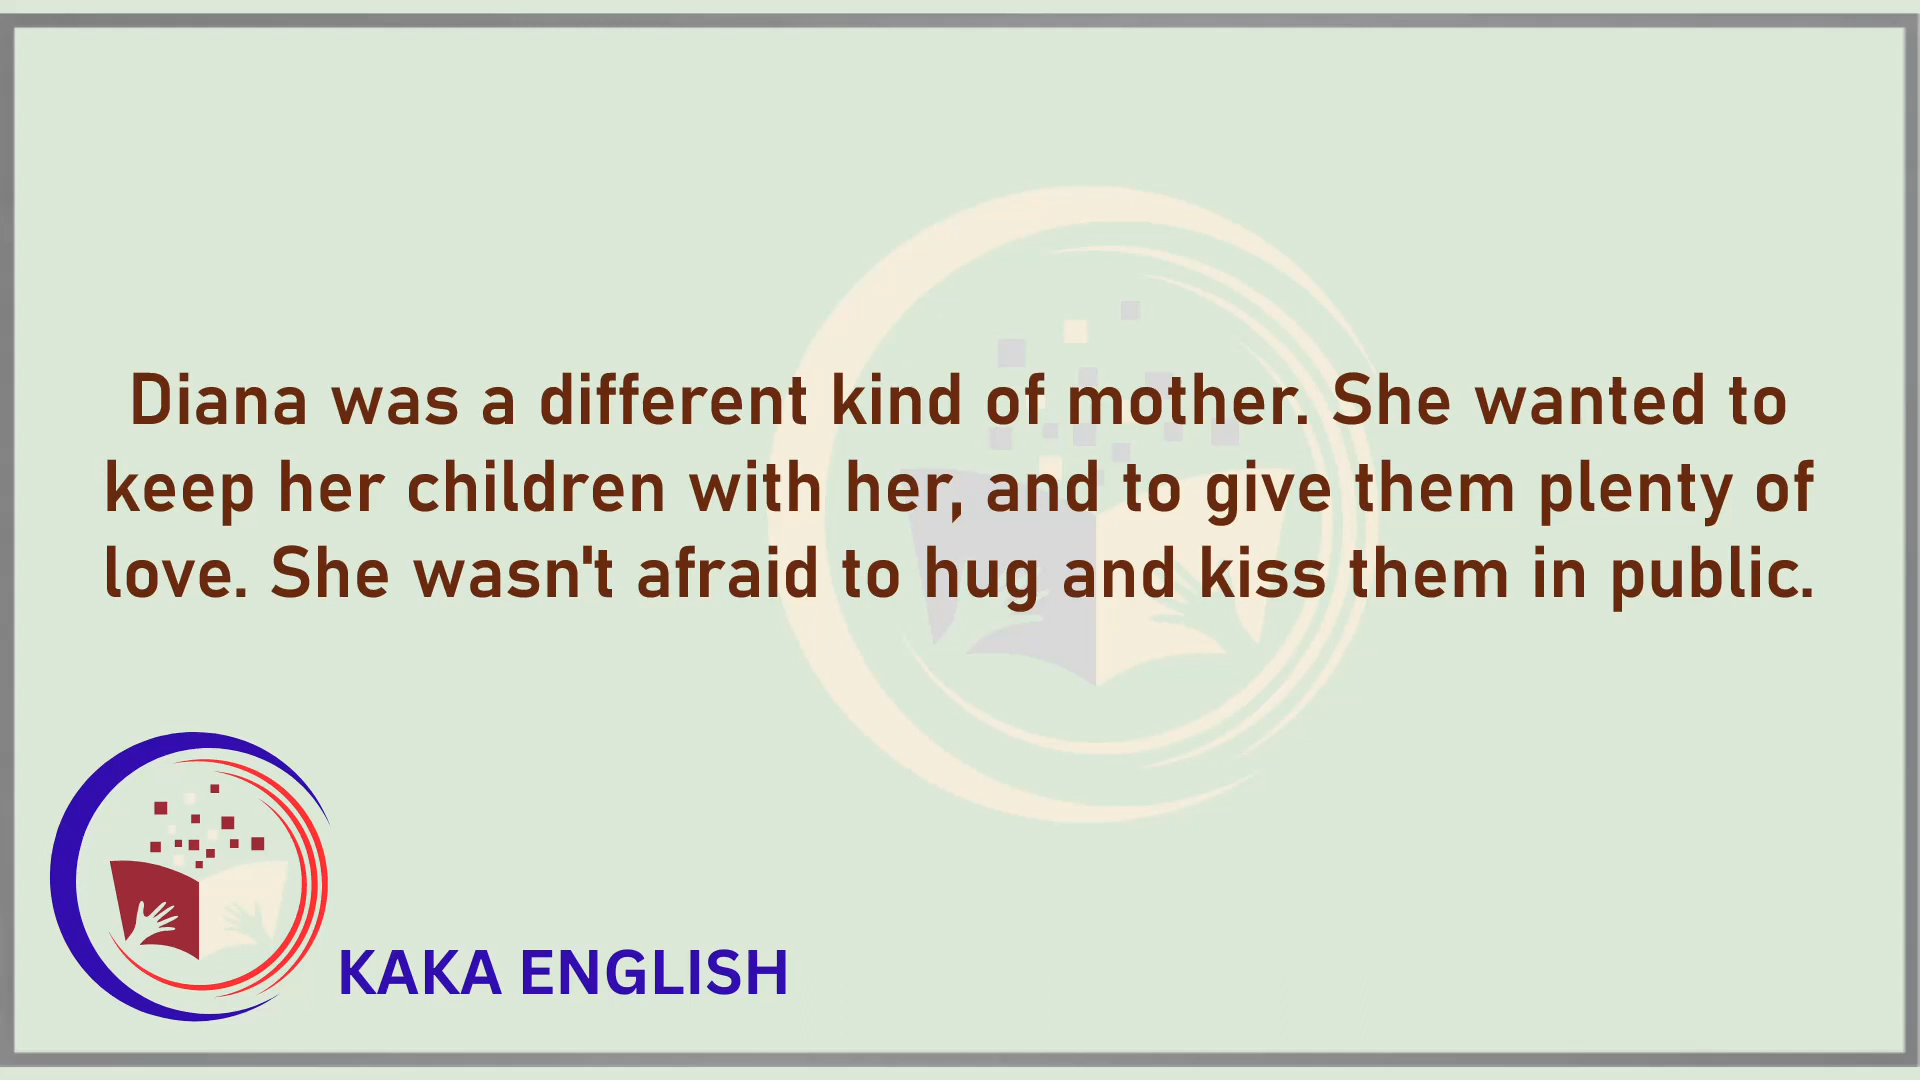 Diana was a different kind of mother. She wanted to
keep her children with her, and to give them plenty of
love. She wasn't afraid to hug and kiss them in public.
KAKA ENGLISH